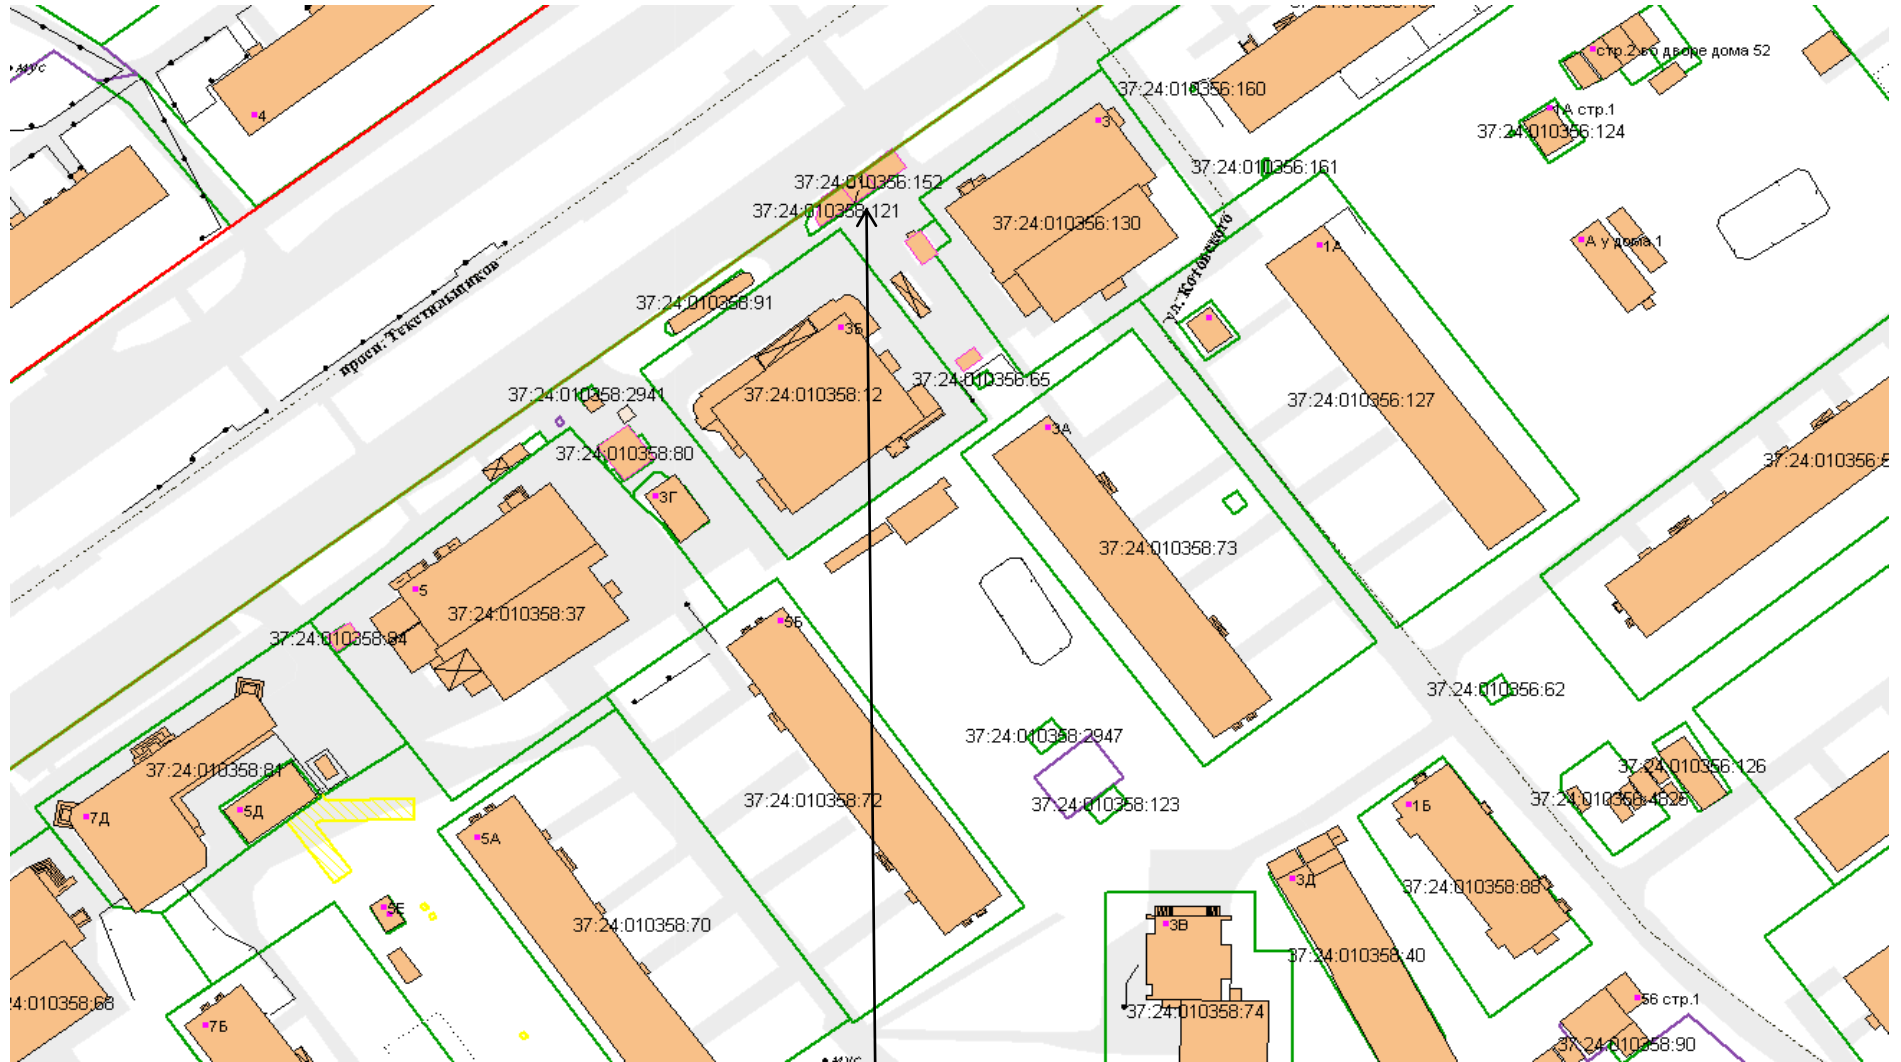 стр.2 во дворе дома 52
мус
37:24:010356:160
1А стр.1
4
3
37:24:010356:124
37:24:010356:161
37:24:010356:152
37:24:010358:121
37:24:010356:130
ул. Котовского
1А
А у дома 1
просп. Текстильщиков
37:24:010358:91
3Б
37:24:010356:65
37:24:010358:2941
37:24:010358:12
37:24:010356:127
3А
37:24:010358:80
37:24:010356:5
3Г
37:24:010358:73
5
37:24:010358:37
5Б
37:24:010358:84
37:24:010356:62
37:24:010358:2947
37:24:010358:81
37:24:010356:126
37:24:010358:72
37:24:010358:123
7Д
5Д
1Б
5А
3Д
37:24:010358:88
5Е
37:24:010358:70
3В
37:24:010358:40
4:010358:68
56 стр.1
37:24:010358:74
7Б
37:24:010358:90
мус